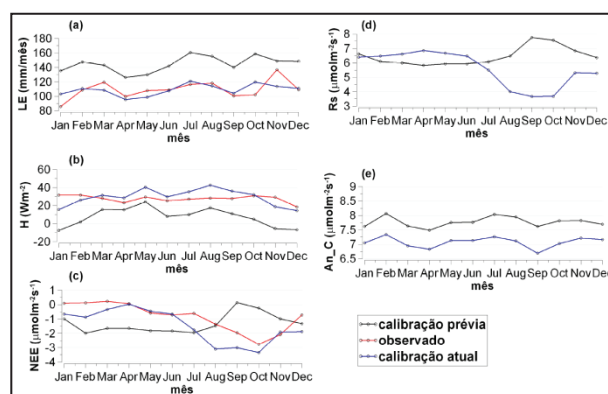 (a)
LE (mm/mês)
180
160
140
120
100
80
Jan Feb Mar Apr May Jun Jul Aug Sep Oct Nov Dec
mês
(b)
H (Wm⁻²)
60
40
20
0
-20
Jan Feb Mar Apr May Jun Jul Aug Sep Oct Nov Dec
mês
(c)
NEE (µmolm⁻²s⁻¹)
1
0
-1
-2
-3
-4
Jan Feb Mar Apr May Jun Jul Aug Sep Oct Nov Dec
mês
(d)
Rs (µmolm⁻²s⁻¹)
8
7
6
5
4
3
Jan Feb Mar Apr May Jun Jul Aug Sep Oct Nov Dec
mês
(e)
An_C (µmolm⁻²s⁻¹)
9
8.5
8
7.5
7
6.5
6
Jan Feb Mar Apr May Jun Jul Aug Sep Oct Nov Dec
mês
calibração prévia
observado
calibração atual